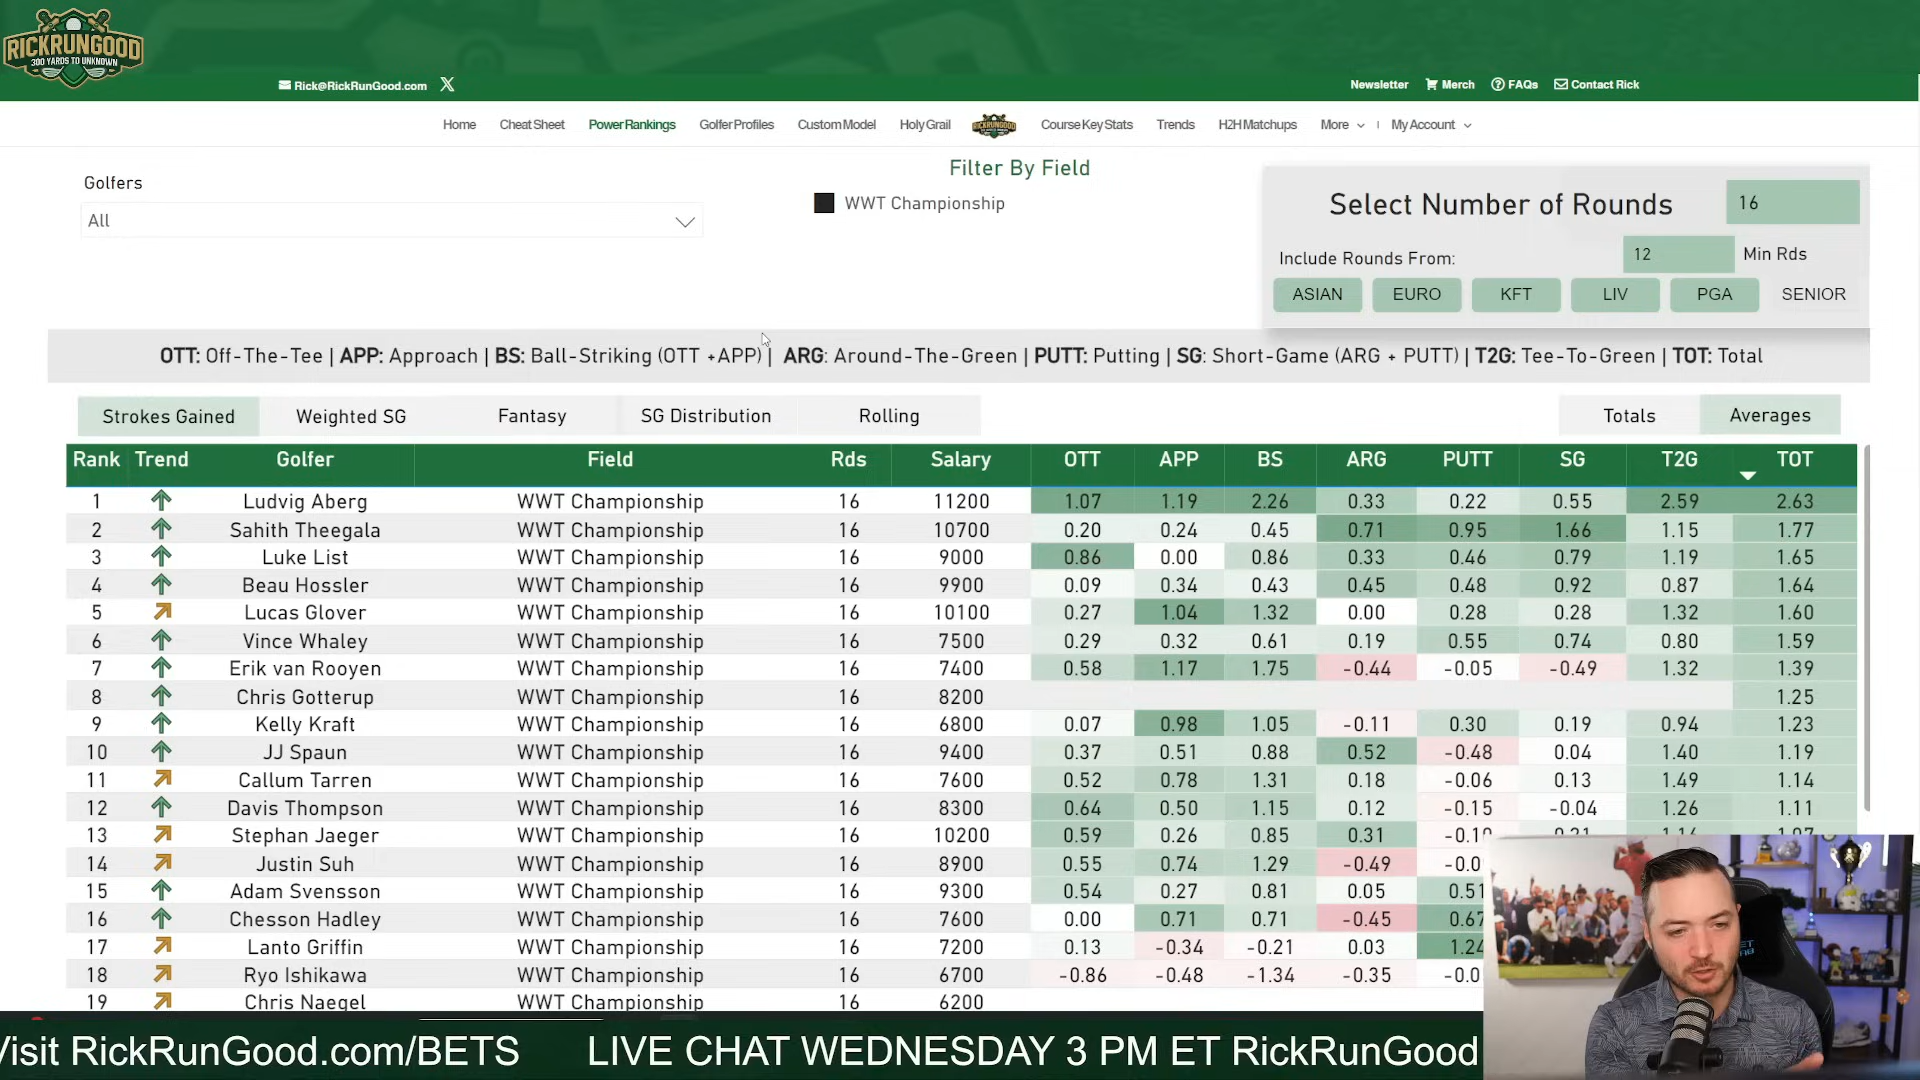 RICKRUNGOOD
300 YARDS TO UNKNOWN
Rick@RickRunGood.com
Newsletter Merch FAQs Contact Rick
Home Cheat Sheet Power Rankings Golfer Profiles Custom Model Holy Grail RICKRUNGOOD Course Key Stats Trends H2H Matchups More | My Account
Golfers
All
Filter By Field
WWT Championship
Select Number of Rounds 16
Include Rounds From: 12 Min Rds
ASIAN EURO KFT LIV PGA SENIOR
OTT: Off-The-Tee | APP: Approach | BS: Ball-Striking (OTT +APP) | ARG: Around-The-Green | PUTT: Putting | SG: Short-Game (ARG + PUTT) | T2G: Tee-To-Green | TOT: Total
Strokes Gained Weighted SG Fantasy SG Distribution Rolling Totals Averages
Rank Trend Golfer Field Rds Salary OTT APP BS ARG PUTT SG T2G TOT
1 Ludvig Aberg WWT Championship 16 11200 1.07 1.19 2.26 0.33 0.22 0.55 2.59 2.63
2 Sahith Theegala WWT Championship 16 10700 0.20 0.24 0.45 0.71 0.95 1.66 1.15 1.77
3 Luke List WWT Championship 16 9000 0.86 0.00 0.86 0.33 0.46 0.79 1.19 1.65
4 Beau Hossler WWT Championship 16 9900 0.09 0.34 0.43 0.45 0.48 0.92 0.87 1.64
5 Lucas Glover WWT Championship 16 10100 0.27 1.04 1.32 0.00 0.28 0.28 1.32 1.60
6 Vince Whaley WWT Championship 16 7500 0.29 0.32 0.61 0.19 0.55 0.74 0.80 1.59
7 Erik van Rooyen WWT Championship 16 7400 0.58 1.17 1.75 -0.44 -0.05 -0.49 1.32 1.39
8 Chris Gotterup WWT Championship 16 8200 1.25
9 Kelly Kraft WWT Championship 16 6800 0.07 0.98 1.05 -0.11 0.30 0.19 0.94 1.23
10 JJ Spaun WWT Championship 16 9400 0.37 0.51 0.88 0.52 -0.48 0.04 1.40 1.19
11 Callum Tarren WWT Championship 16 7600 0.52 0.78 1.31 0.18 -0.06 0.13 1.49 1.14
12 Davis Thompson WWT Championship 16 8300 0.64 0.50 1.15 0.12 -0.15 -0.04 1.26 1.11
13 Stephan Jaeger WWT Championship 16 10200 0.59 0.26 0.85 0.31
14 Justin Suh WWT Championship 16 8900 0.55 0.74 1.29 -0.49 -0.0
15 Adam Svensson WWT Championship 16 9300 0.54 0.27 0.81 0.05 0.51
16 Chesson Hadley WWT Championship 16 7600 0.00 0.71 0.71 -0.45 0.67
17 Lanto Griffin WWT Championship 16 7200 0.13 -0.34 -0.21 0.03 1.24
18 Ryo Ishikawa WWT Championship 16 6700 -0.86 -0.48 -1.34 -0.35 -0.0
19 Chris Naegel WWT Championship 16 6200
Visit RickRunGood.com/BETS LIVE CHAT WEDNESDAY 3 PM ET RickRunGood